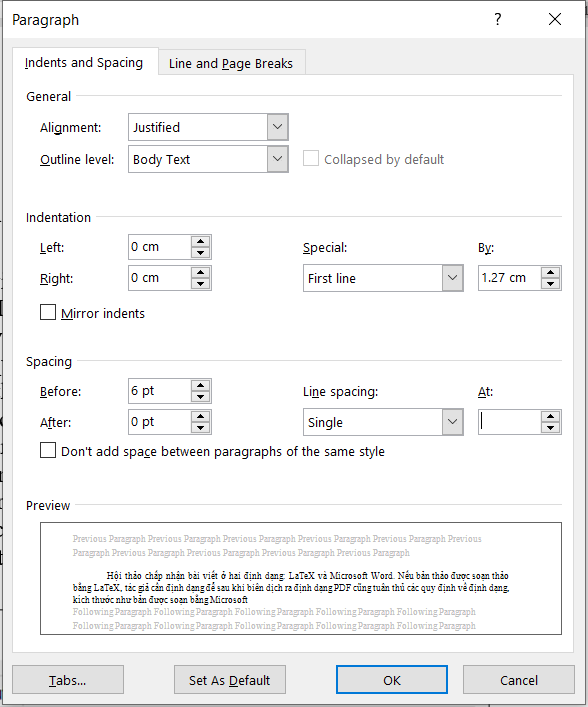 Paragraph
?
Indents and Spacing
Line and Page Breaks
General
Alignment:
Justified
Outline level:
Body Text
Collapsed by default
Indentation
Left:
0 cm
Special:
By:
Right:
0 cm
First line
1.27 cm
Mirror indents
Spacing
Before:
6 pt
Line spacing:
At:
After:
0 pt
Single
Don't add space between paragraphs of the same style
Preview
Previous Paragraph Previous Paragraph Previous Paragraph Previous Paragraph Previous Paragraph Previous
Paragraph Previous Paragraph Previous Paragraph Previous Paragraph Previous Paragraph
Hội thảo chấp nhận bài viết ở hai định dạng: LaTeX và Microsoft Word. Nếu bản thảo được soạn thảo
bằng LaTeX, tác giả cần định dạng để sau khi biên dịch ra định dạng PDF cũng tuân thủ các quy định về định dạng,
kích thước như bản được soạn bằng Microsoft
Following Paragraph Following Paragraph Following Paragraph Following Paragraph Following Paragraph
Following Paragraph Following Paragraph Following Paragraph Following Paragraph Following Paragraph
Tabs...
Set As Default
OK
Cancel